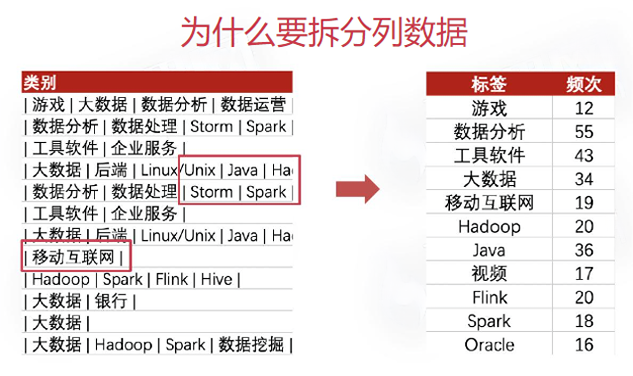 为什么要拆分列数据
类别
| 游戏 | 大数据 | 数据分析 | 数据运营 |
| 数据分析 | 数据处理 | Storm | Spark |
| 工具软件 | 企业服务 |
| 大数据 | 后端 | Linux/Unix | Java | Ha
| 数据分析 | 数据处理 | Storm | Spark |
| 工具软件 | 企业服务 |
| 大数据 | 后端 | Linux/Unix | Java | Ha
| 移动互联网 |
| Hadoop | Spark | Flink | Hive |
| 大数据 | 银行 |
| 大数据 |
| 大数据 | Hadoop | Spark | 数据挖掘 |
标签 频次
游戏 12
数据分析 55
工具软件 43
大数据 34
移动互联网 19
Hadoop 20
Java 36
视频 17
Flink 20
Spark 18
Oracle 16